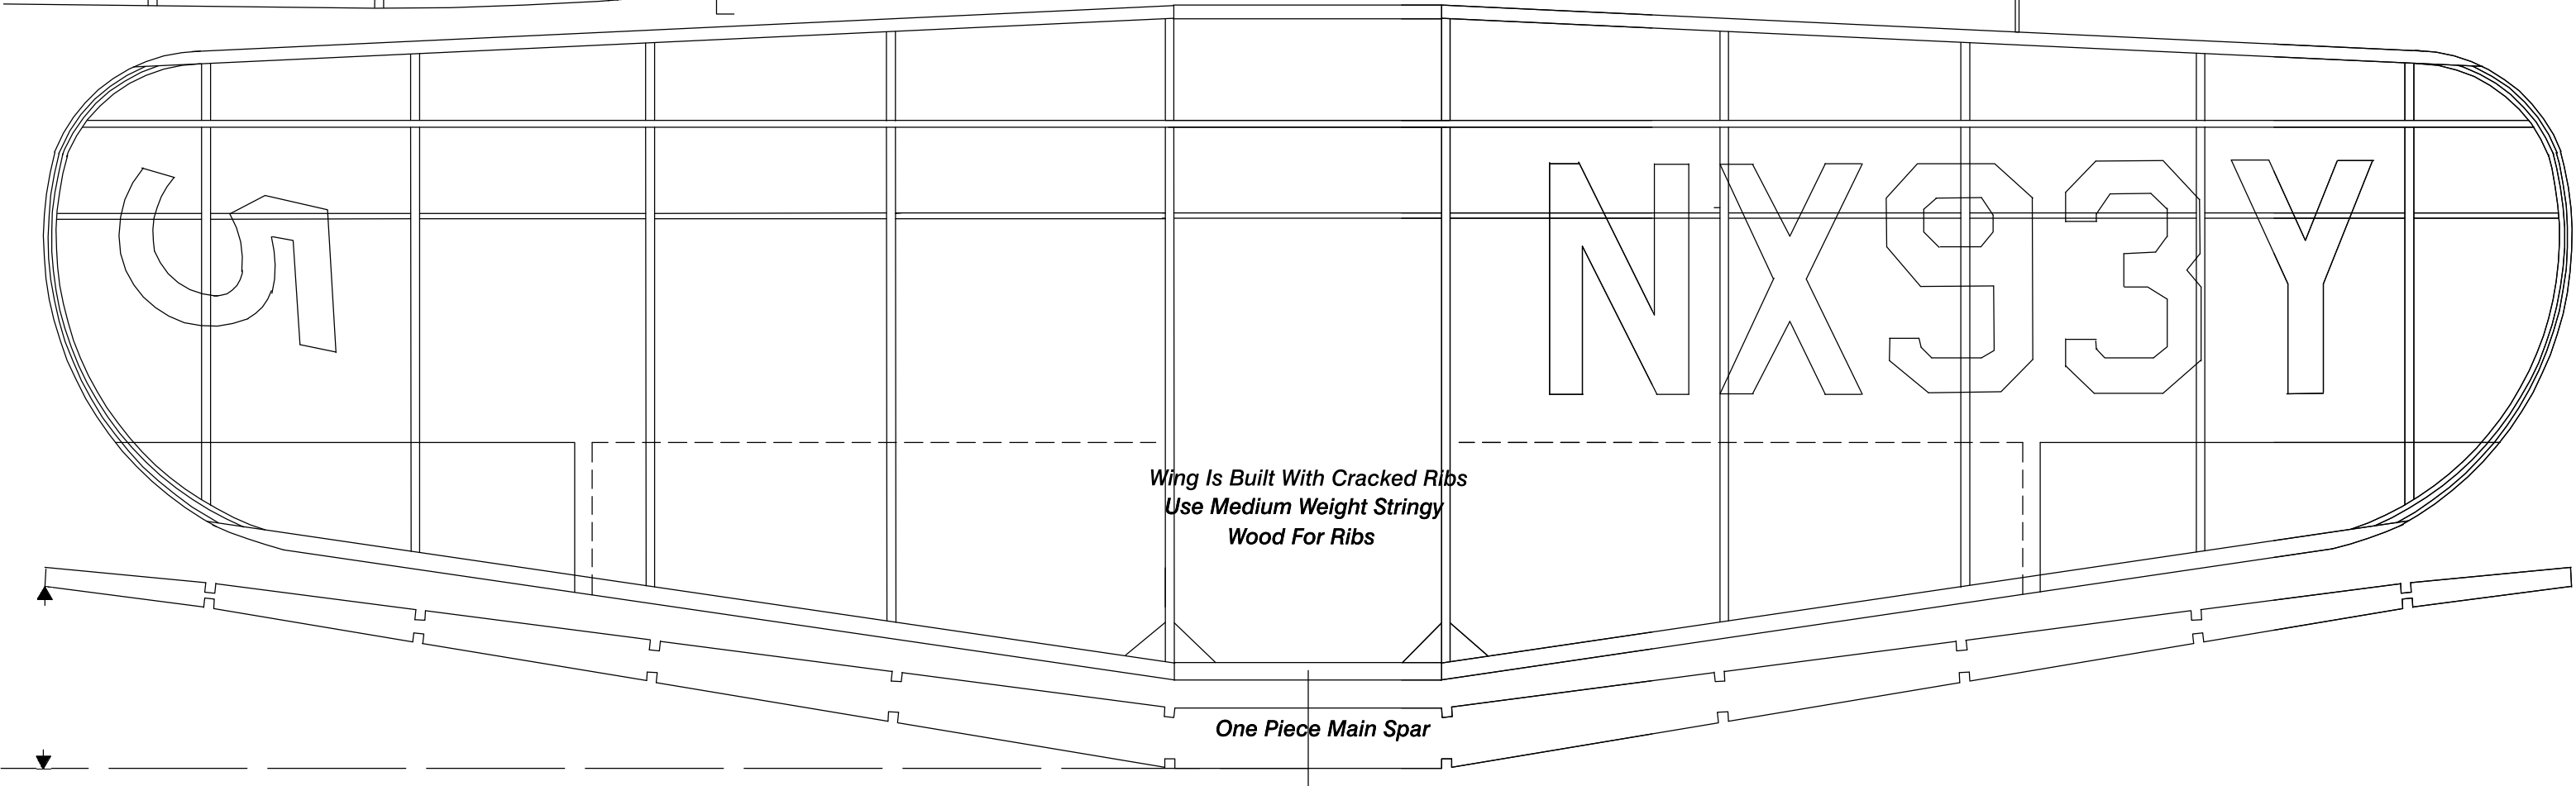 5
NX93Y
Wing Is Built With Cracked Ribs
Use Medium Weight Stringy
Wood For Ribs
One Piece Main Spar